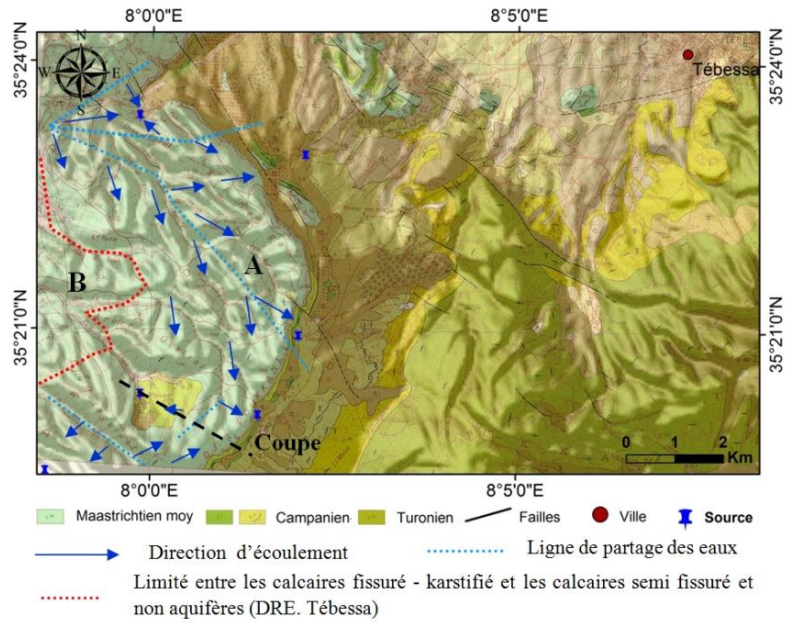 8°0'0"E
8°5'0"E
35°24'0"N
35°24'0"N
N
W
E
S
Tébessa
B
A
35°21'0"N
35°21'0"N
Coupe
0 1 2
Km
8°0'0"E
8°5'0"E
Maastrichtien moy
Campanien
Turonien
Failles
Ville
Source
Direction d'écoulement
Ligne de partage des eaux
Limité entre les calcaires fissuré - karstifié et les calcaires semi fissuré et
non aquifères (DRE. Tébessa)